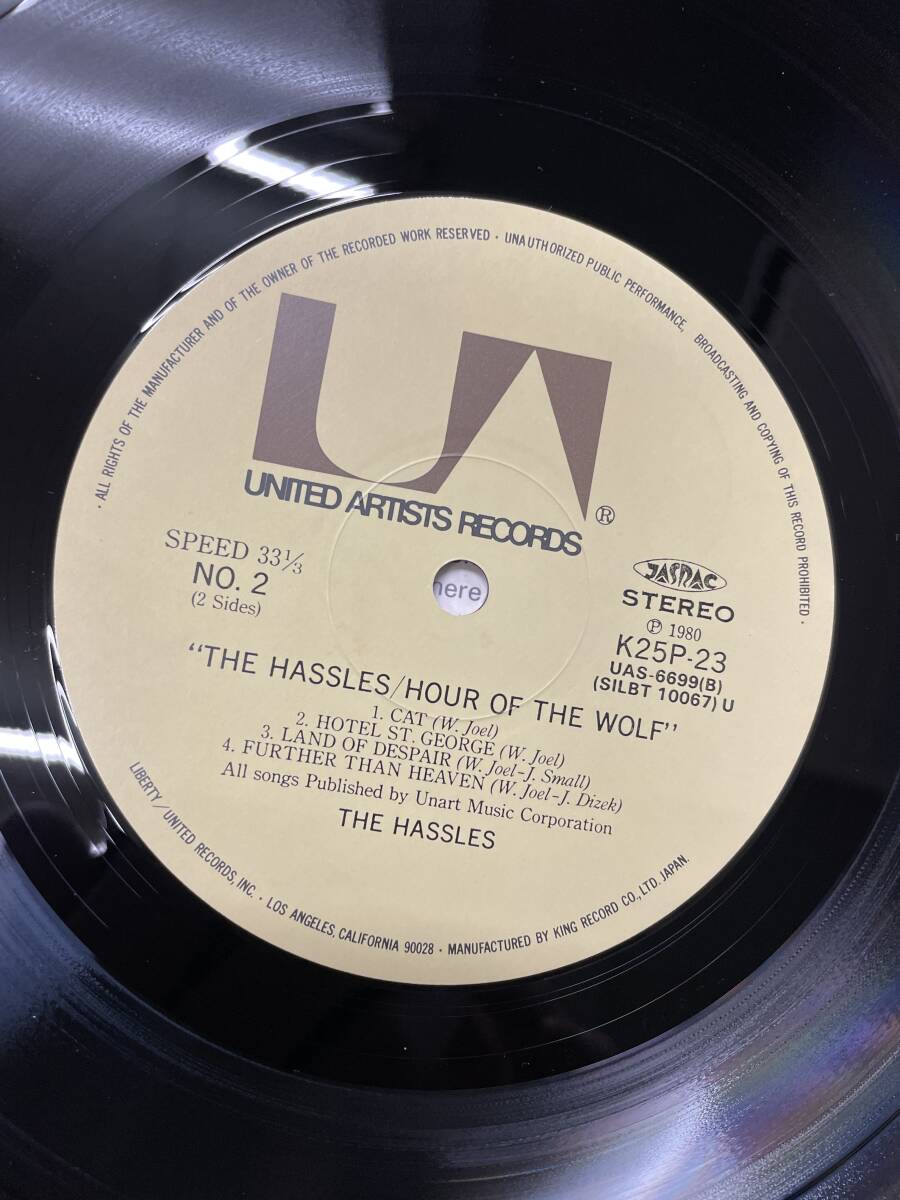 · ALL RIGHTS OF THE MANUFACTURER AND OF THE OWNER OF THE RECORDED WORK RESERVED · UNAUTHORIZED PUBLIC PERFORMANCE, BROADCASTING AND COPYING OF THIS RECORD PROHIBITED ·
UA
UNITED ARTISTS RECORDS ®
SPEED 33⅓
NO. 2
(2 Sides)
here
JASRAC
STEREO
℗ 1980
K25P-23
UAS-6699(B)
(SILBT 10067) U
"THE HASSLES/HOUR OF THE WOLF"
1. CAT (W. Joel)
2. HOTEL ST. GEORGE (W. Joel)
3. LAND OF DESPAIR (W. Joel-J. Small)
4. FURTHER THAN HEAVEN (W. Joel-J. Dizek)
All songs Published by Unart Music Corporation
THE HASSLES
LIBERTY/UNITED RECORDS, INC. · LOS ANGELES, CALIFORNIA 90028 · MANUFACTURED BY KING RECORD CO., LTD. JAPAN.